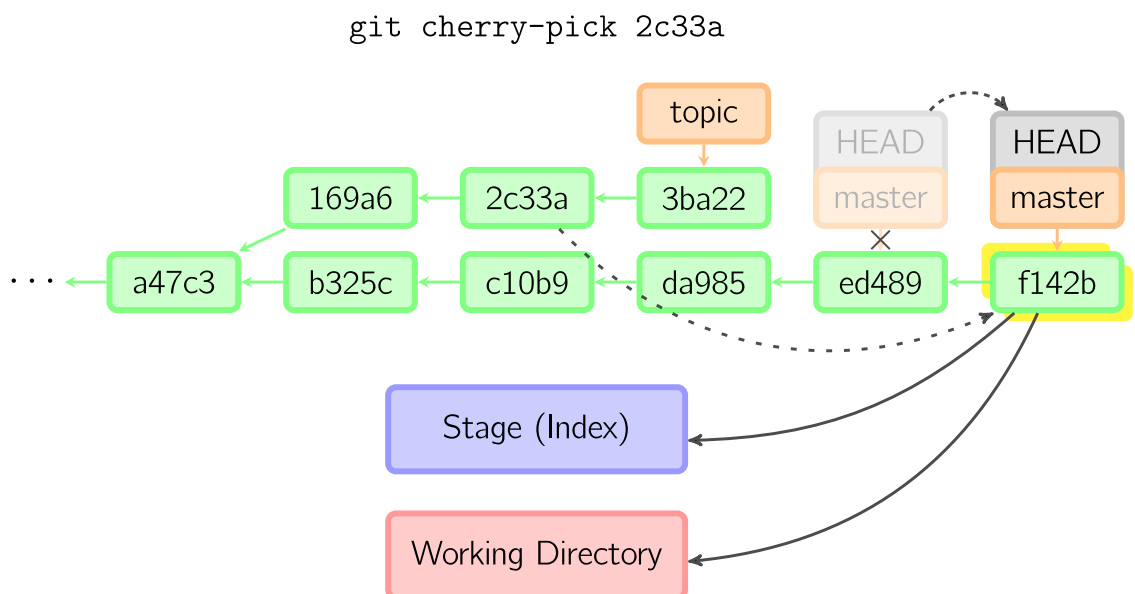 git cherry-pick 2c33a
topic
HEAD
HEAD
169a6
2c33a
3ba22
master
master
...
a47c3
b325c
c10b9
da985
ed489
f142b
Stage (Index)
Working Directory